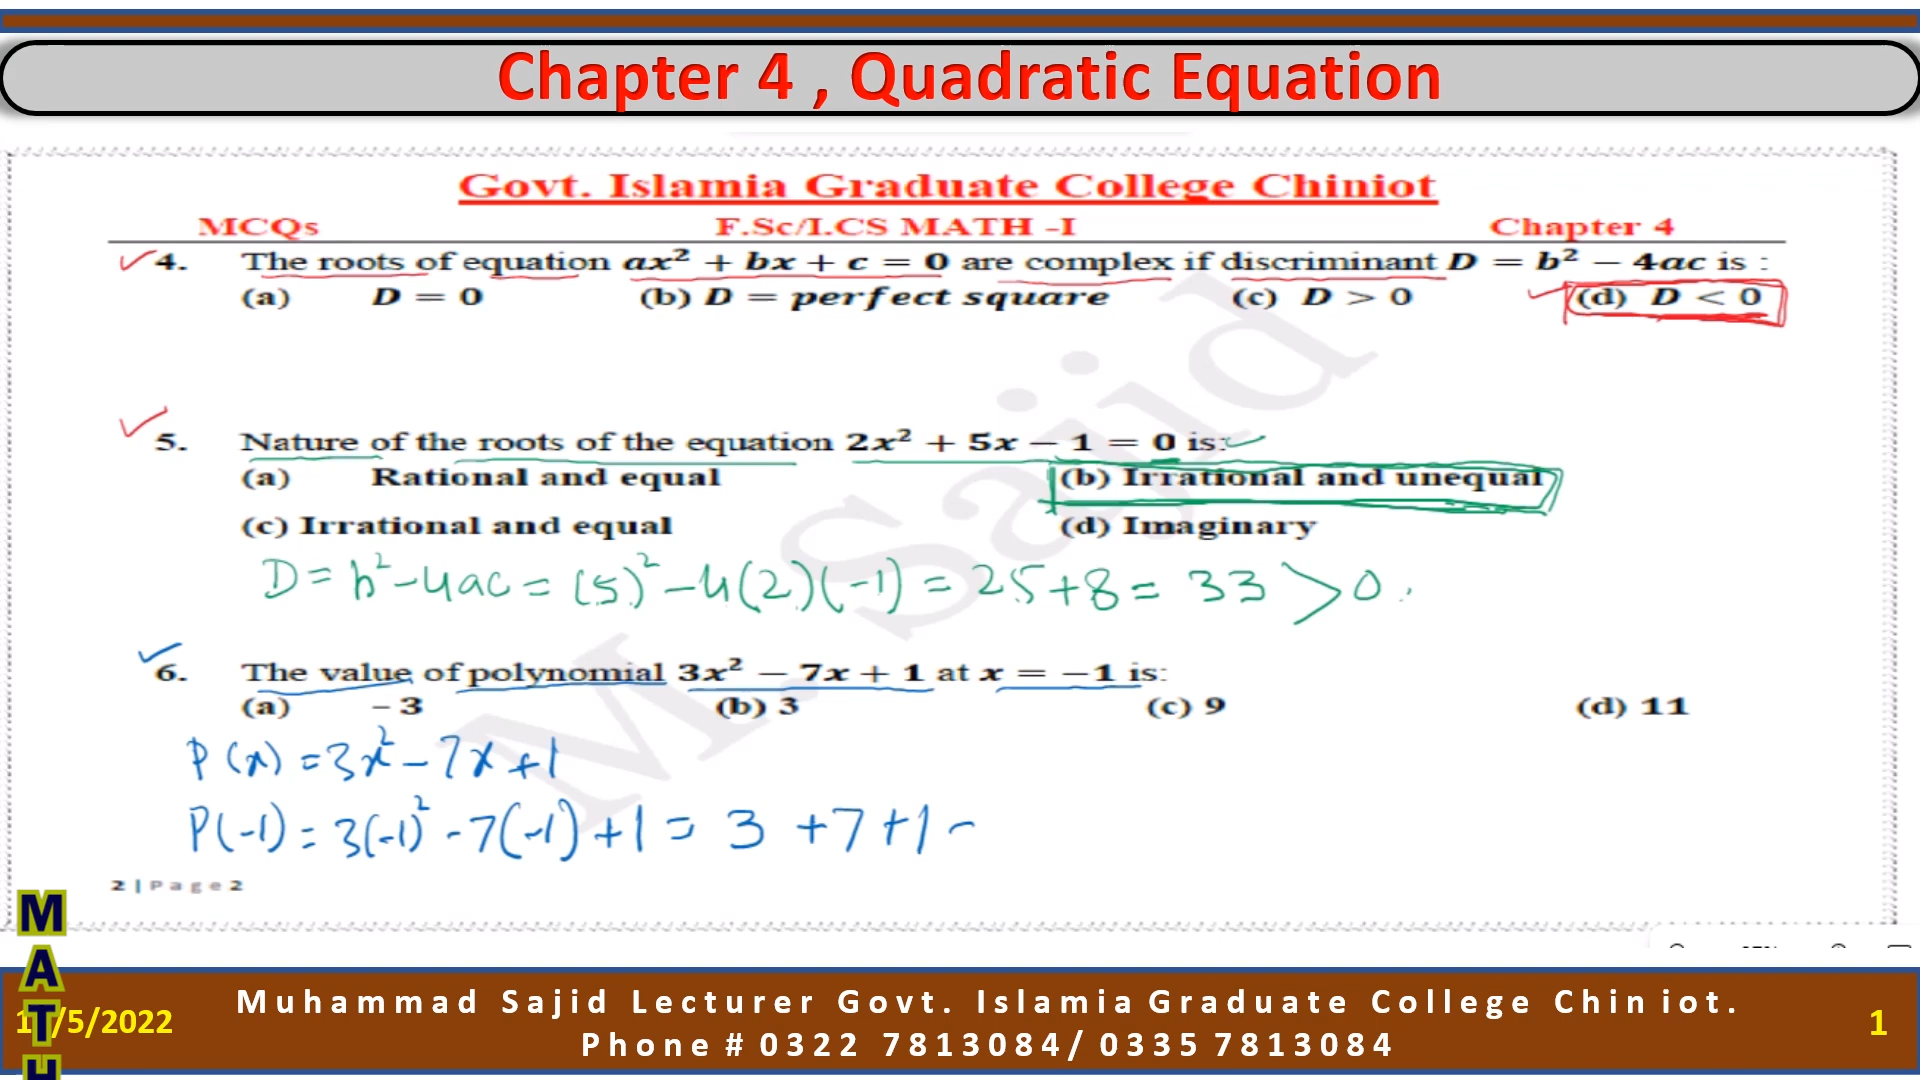 Chapter 4 , Quadratic Equation
Govt. Islamia Graduate College Chiniot
MCQs F.Sc/I.CS MATH -I Chapter 4
4. The roots of equation ax² + bx + c = 0 are complex if discriminant D = b² − 4ac is :
(a) D = 0 (b) D = perfect square (c) D > 0 (d) D < 0
5. Nature of the roots of the equation 2x² + 5x − 1 = 0 is:
(a) Rational and equal (b) Irrational and unequal
(c) Irrational and equal (d) Imaginary
D = b² − 4ac = (5)² − 4(2)(−1) = 25 + 8 = 33 > 0 .
6. The value of polynomial 3x² − 7x + 1 at x = −1 is:
(a) − 3 (b) 3 (c) 9 (d) 11
P(x) = 3x² − 7x + 1
P(-1) = 3(-1)² - 7(-1) + 1 = 3 + 7 + 1 =
2 | Page 2
M. Sajid
MATH
/5/2022
Muhammad Sajid Lecturer Govt. Islamia Graduate College Chiniot.
Phone # 0322 7813084/ 0335 7813084
1